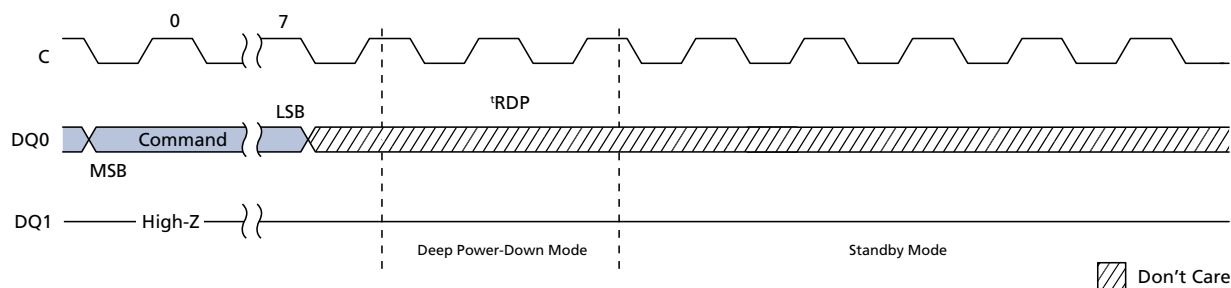 0 7
C
ᵗRDP
LSB
DQ0 Command
MSB
DQ1 High-Z
Deep Power-Down Mode Standby Mode
Don't Care